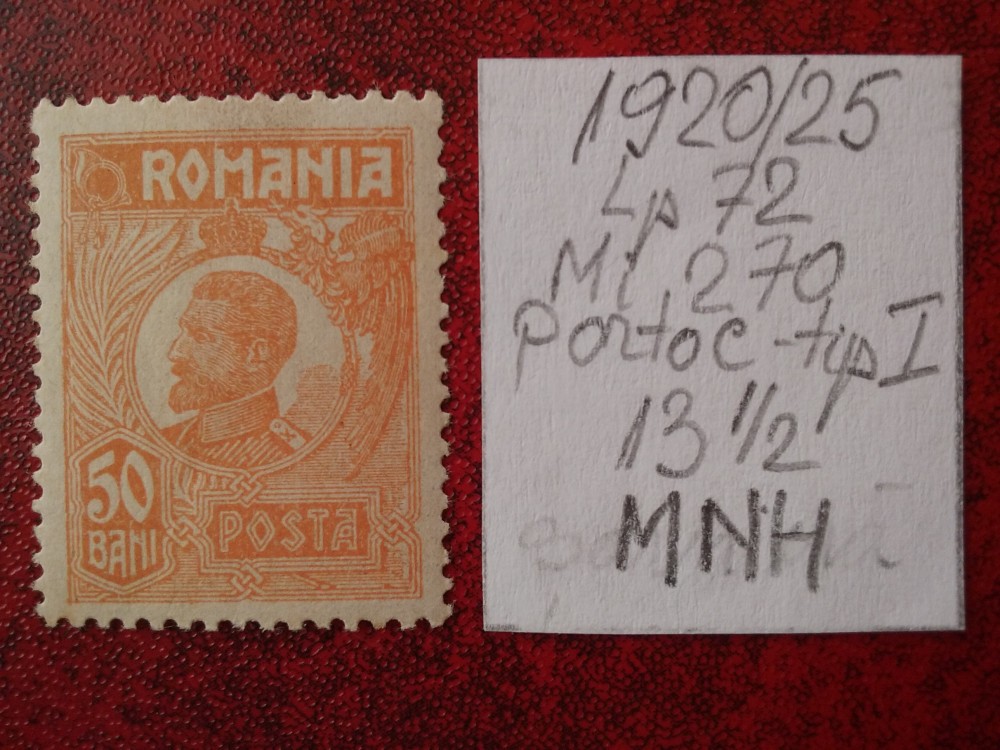 ROMANIA
50
BANI
POSTA
1920/25
Lp 72
Mi 270
portoc-tip I
13 1/2
MNH